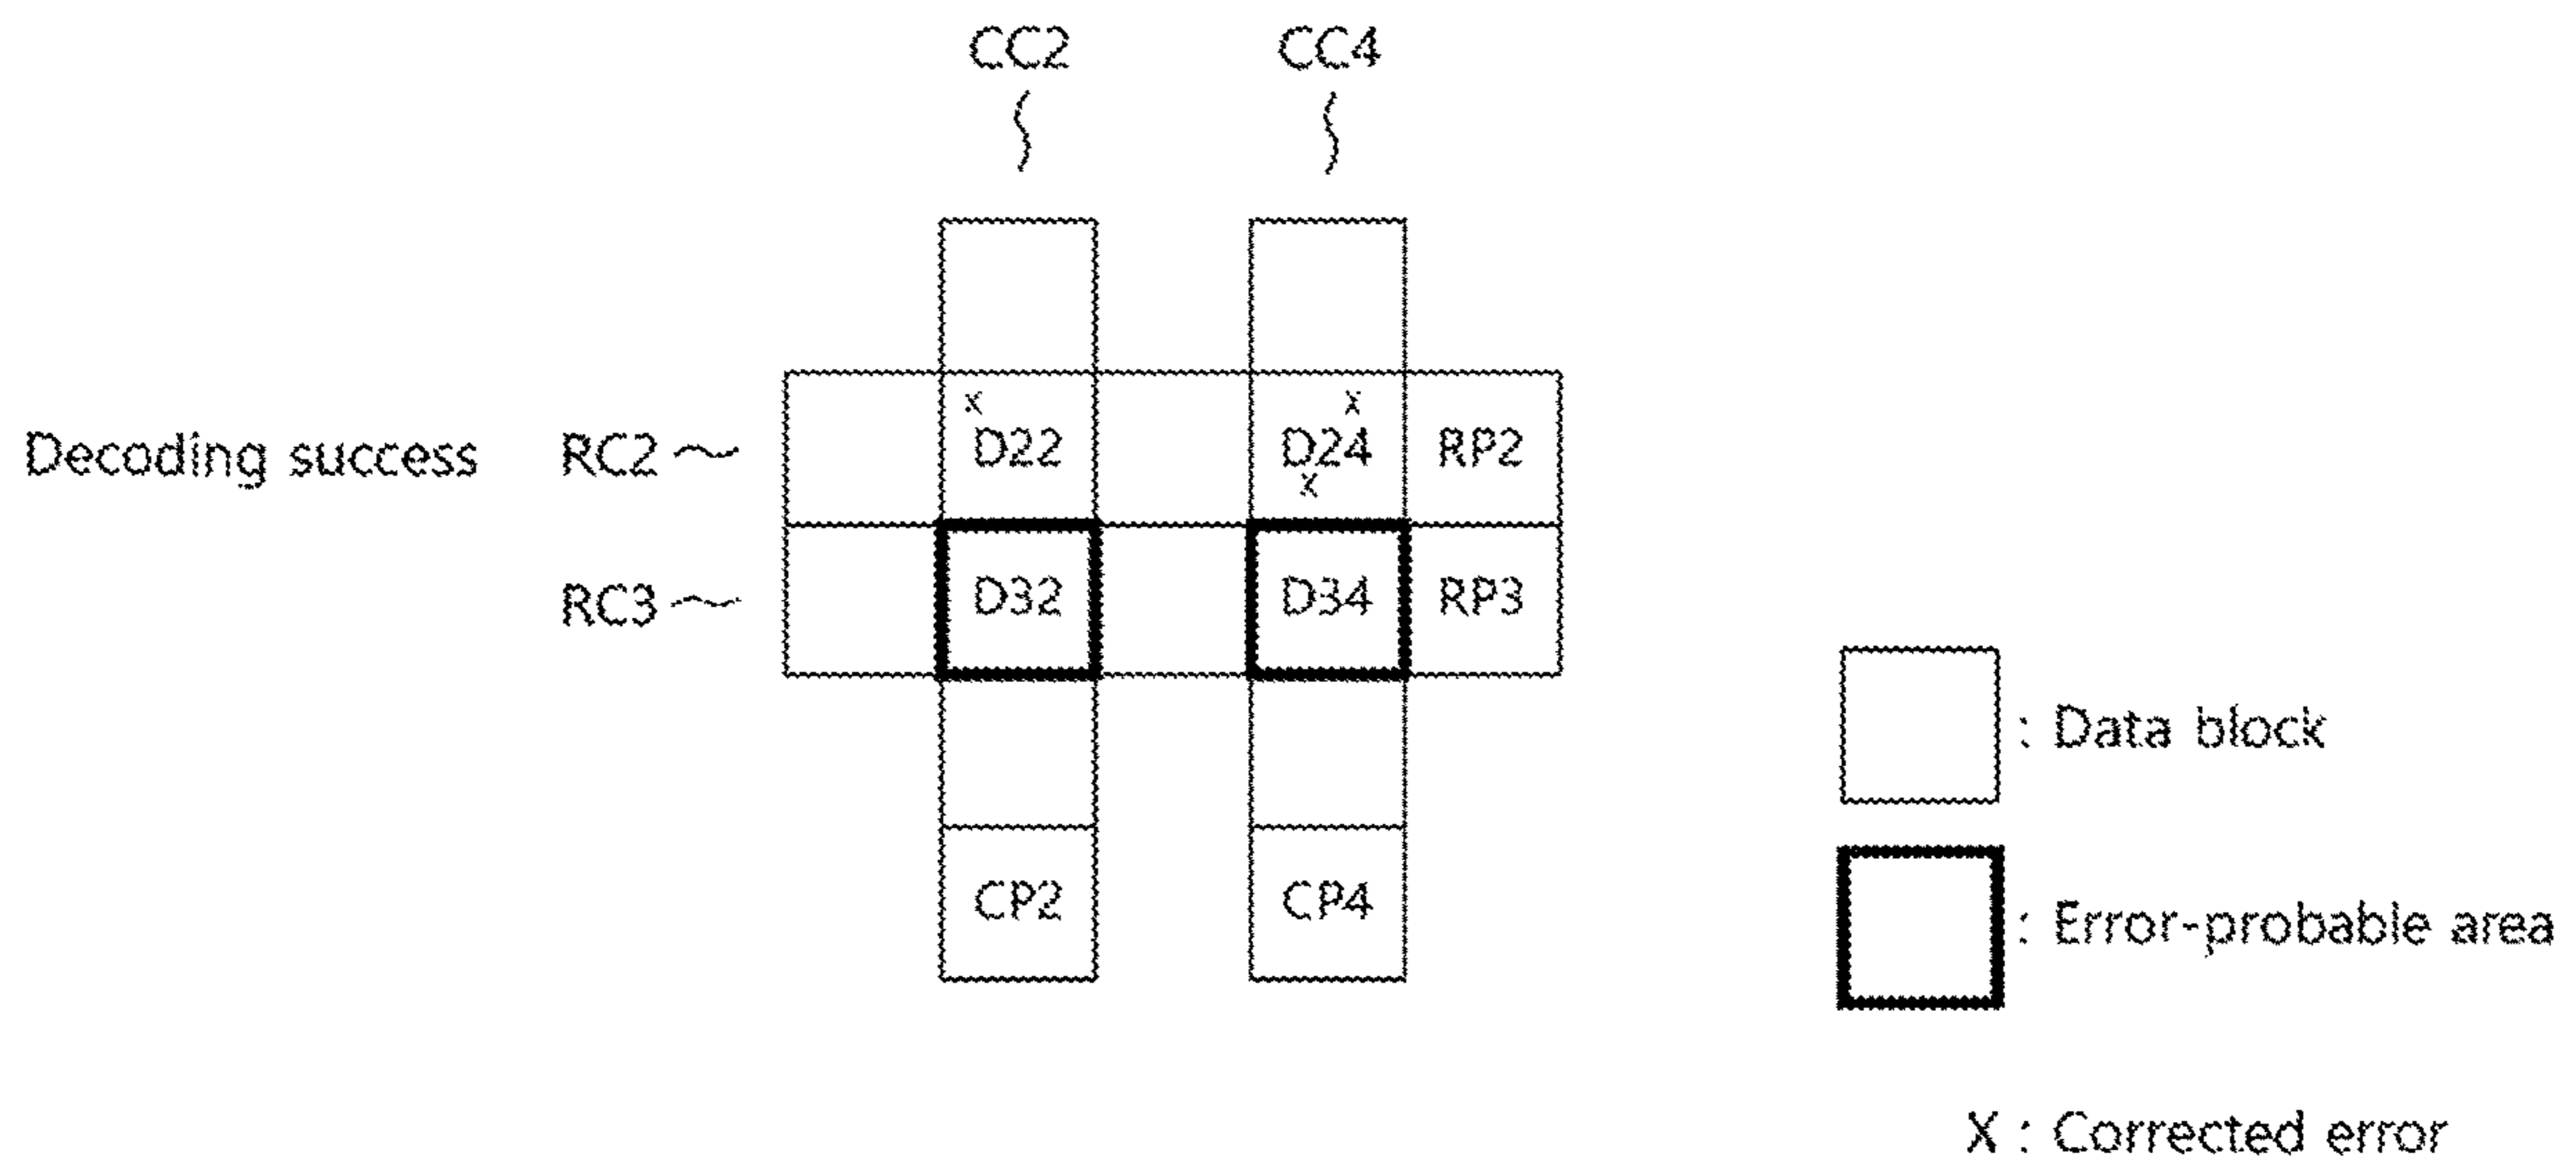 CC2 CC4
x x
Decoding success RC2 D22 D24 RP2
x
RC3 D32 D34 RP3
: Data block
CP2 CP4
: Error-probable area
X : Corrected error